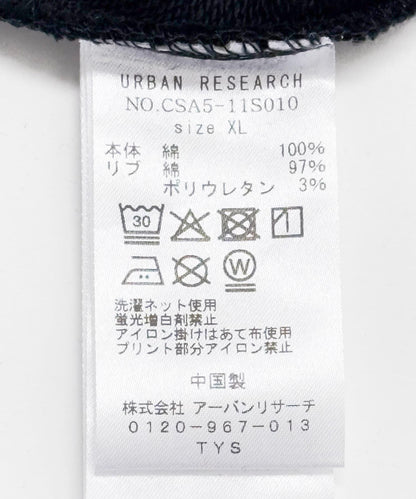 URBAN RESEARCH
NO.CSA5-11S010
size XL
本体 綿 100%
リブ 綿 97%
ポリウレタン 3%
30
W
洗濯ネット使用
蛍光増白剤禁止
アイロン掛けはあて布使用
プリント部分アイロン禁止
中国製
株式会社 アーバンリサーチ
0120-967-013
TYS